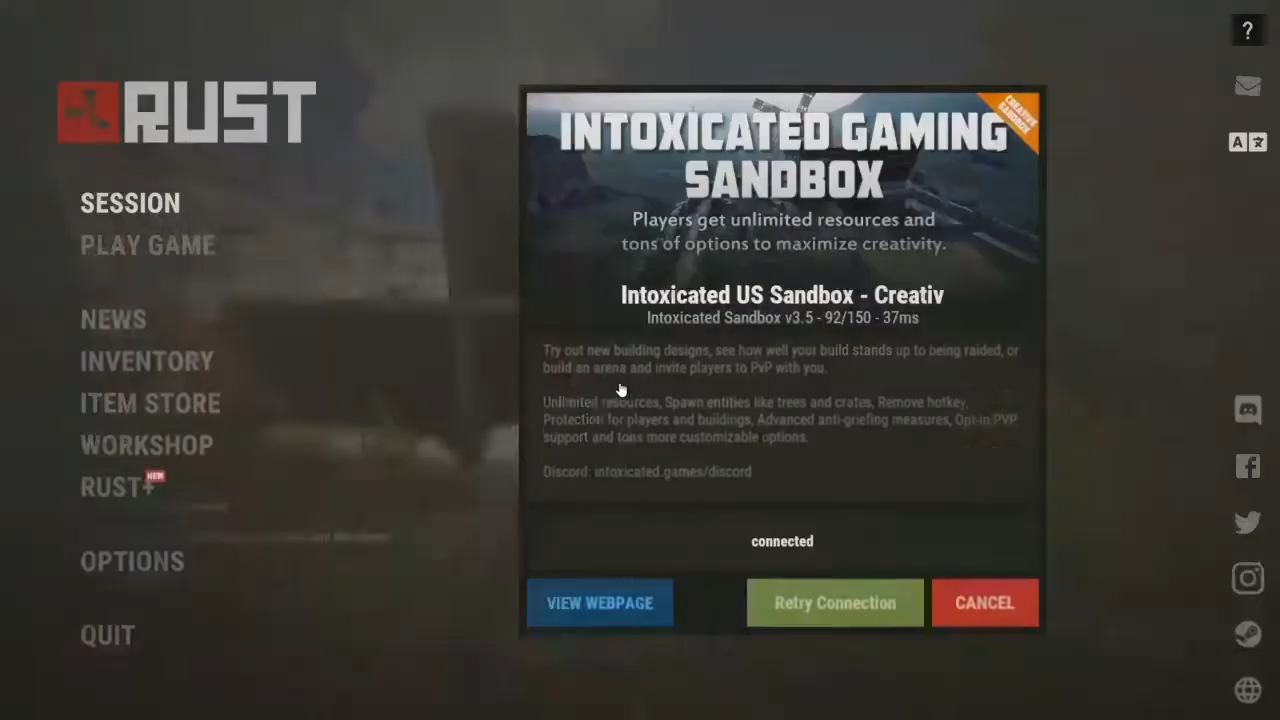 RUST
SESSION
PLAY GAME
NEWS
INVENTORY
ITEM STORE
WORKSHOP
RUST+
NEW
OPTIONS
QUIT
CREATIVE
SANDBOX
INTOXICATED GAMING
SANDBOX
Players get unlimited resources and
tons of options to maximize creativity.
Intoxicated US Sandbox - Creativ
Intoxicated Sandbox v3.5 - 92/150 - 37ms
Try out new building designs, see how well your build stands up to being raided, or
build an arena and invite players to PvP with you.
Unlimited resources, Spawn entities like trees and crates, Remove hotkey,
Protection for players and buildings, Advanced anti-griefing measures, Opt-in PVP
support and tons more customizable options.
Discord: intoxicated.games/discord
connected
VIEW WEBPAGE
Retry Connection
CANCEL
?
A 文